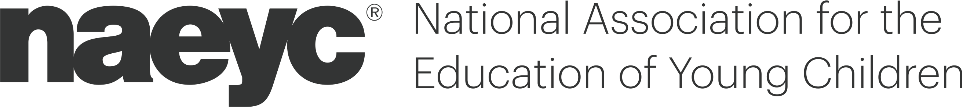 naeyc®
National Association for the
Education of Young Children